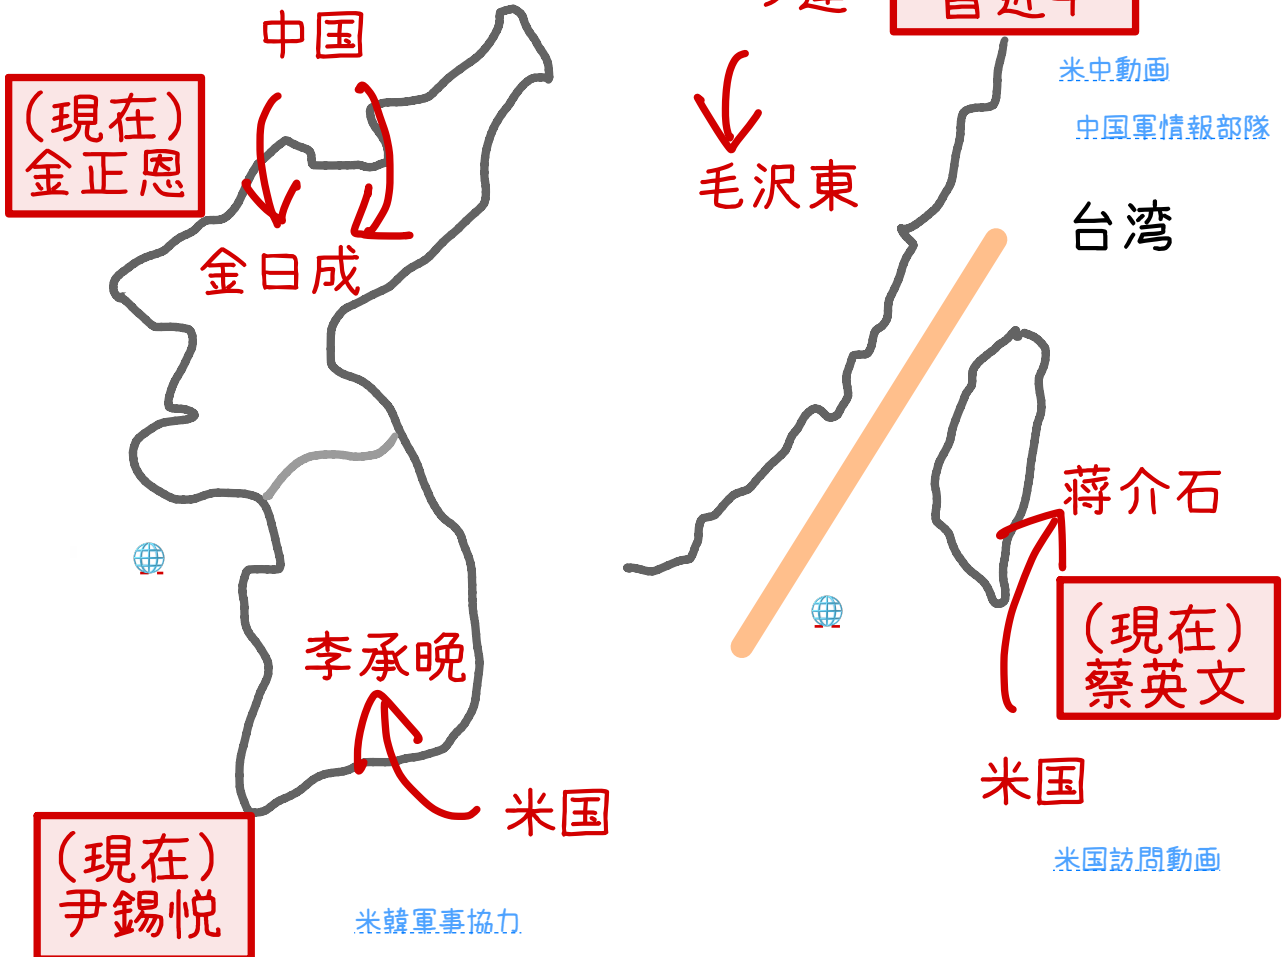 中国
（現在）
金正恩
金日成
李承晩
米国
（現在）
尹錫悦
米韓軍事協力
毛沢東
米中動画
中国軍情報部隊
台湾
蒋介石
（現在）
蔡英文
米国
米国訪問動画